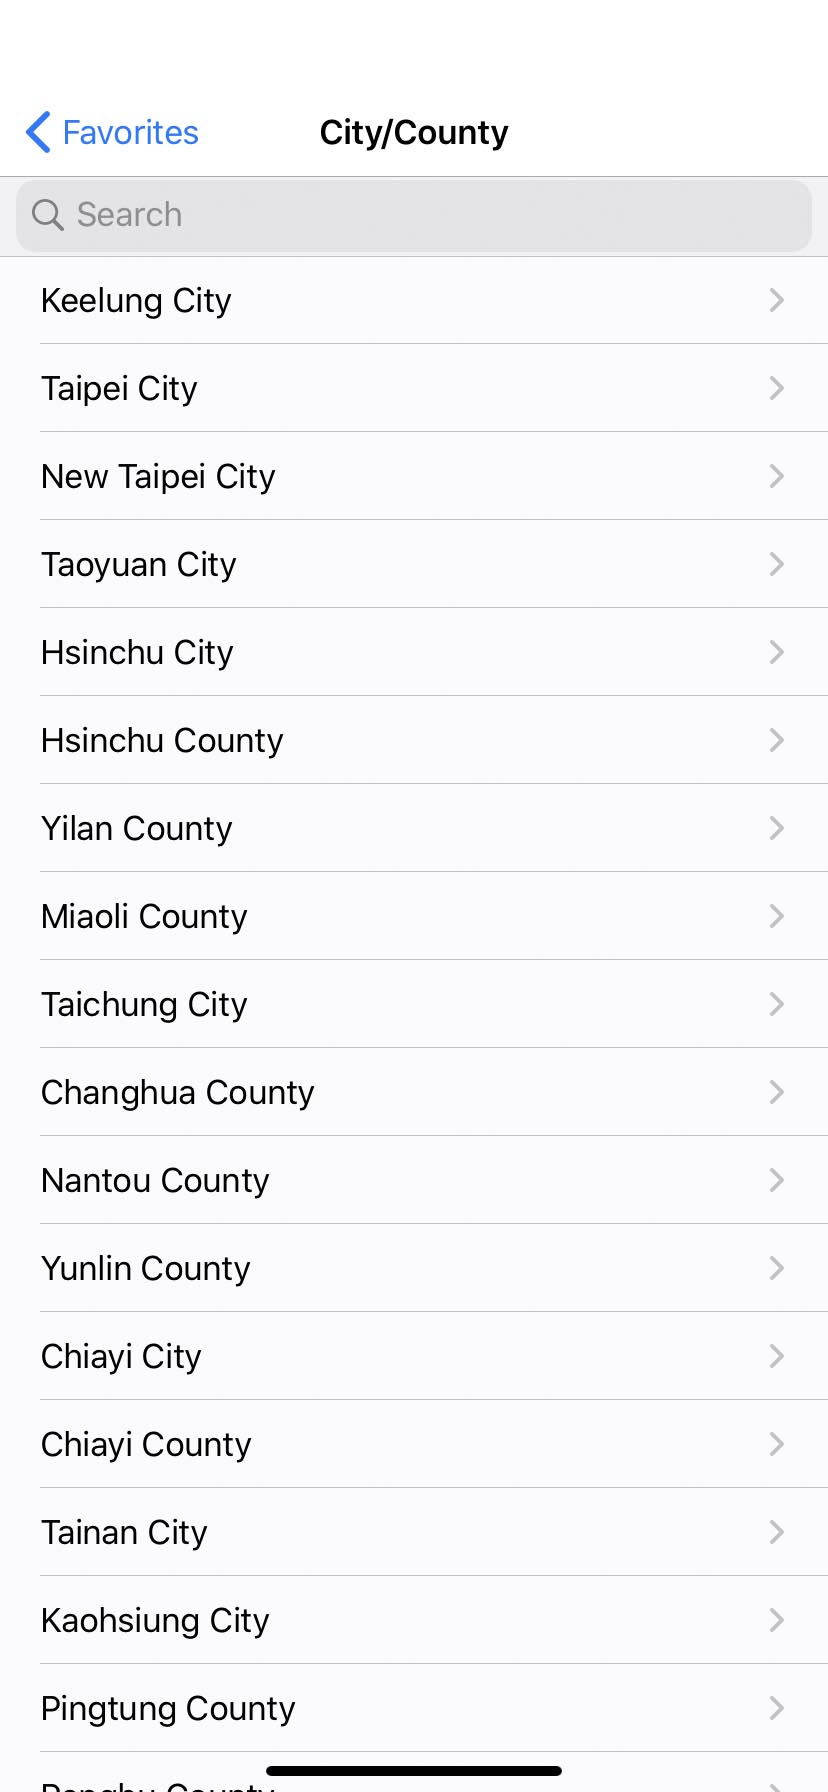 Favorites
City/County
Search
Keelung City
Taipei City
New Taipei City
Taoyuan City
Hsinchu City
Hsinchu County
Yilan County
Miaoli County
Taichung City
Changhua County
Nantou County
Yunlin County
Chiayi City
Chiayi County
Tainan City
Kaohsiung City
Pingtung County
Penghu County